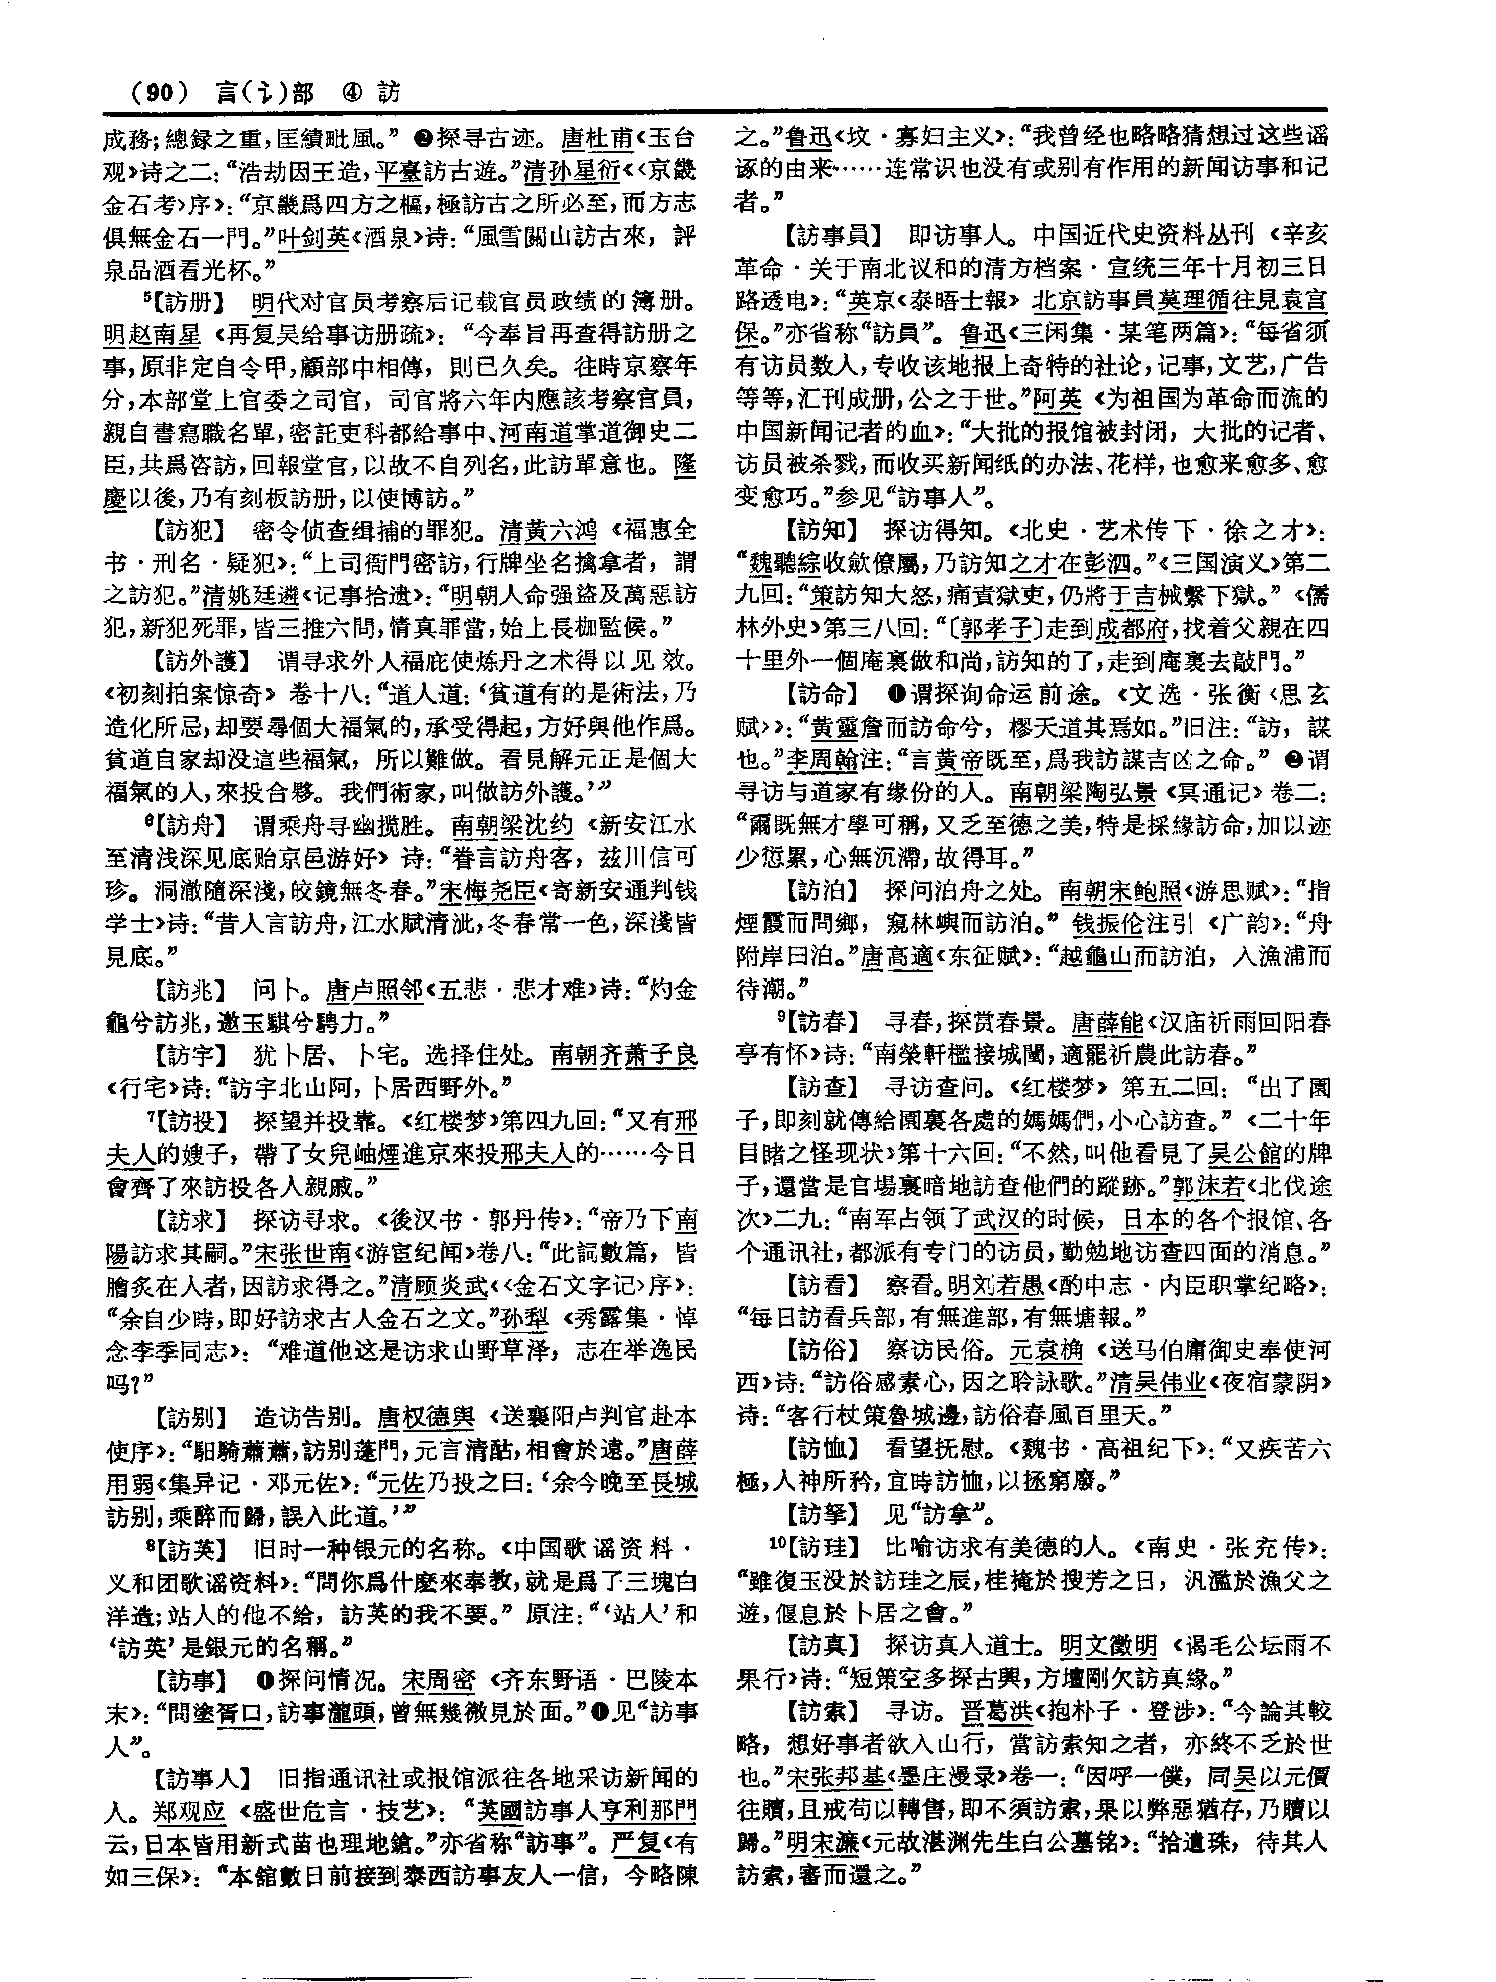 (90) 言(讠)部 ④ 訪
成務;總録之重,匡績毗風。” ❷探寻古迹。唐杜甫《玉台
观》诗之二:“浩劫因王造,平臺訪古遊。”清孙星衍《〈京畿
金石考〉序》:“京畿爲四方之樞,極訪古之所必至,而方志
俱無金石一門。”叶剑英《酒泉》诗:“風雪關山訪古來,評
泉品酒看光杯。”
5【訪册】 明代对官员考察后记载官员政绩的簿册。
明赵南星《再复吴给事访册疏》:“今奉旨再查得訪册之
事,原非定自令甲,顧部中相傳,則已久矣。往時京察年
分,本部堂上官委之司官,司官將六年内應該考察官員,
親自書寫職名單,密託吏科都給事中、河南道掌道御史二
臣,共爲咨訪,回報堂官,以故不自列名,此訪單意也。隆
慶以後,乃有刻板訪册,以使博訪。”
【訪犯】 密令侦查缉捕的罪犯。清黄六鸿《福惠全
书·刑名·疑犯》:“上司衙門密訪,行牌坐名擒拿者,謂
之訪犯。”清姚廷遴《记事拾遗》:“明朝人命强盜及萬惡訪
犯,新犯死罪,皆三推六問,情真罪當,始上長枷監候。”
【訪外護】 谓寻求外人福庇使炼丹之术得以见效。
《初刻拍案惊奇》卷十八:“道人道:‘貧道有的是術法,乃
造化所忌,却要尋個大福氣的,承受得起,方好與他作爲。
貧道自家却没這些福氣,所以難做。看見解元正是個大
福氣的人,來投合夥。我們術家,叫做訪外護。’”
6【訪舟】 谓乘舟寻幽揽胜。南朝梁沈约《新安江水
至清浅深见底贻京邑游好》诗:“眷言訪舟客,兹川信可
珍。洞澈隨深淺,皎鏡無冬春。”宋梅尧臣《寄新安通判钱
学士》诗:“昔人言訪舟,江水賦清泚,冬春常一色,深淺皆
見底。”
【訪兆】 问卜。唐卢照邻《五悲·悲才难》诗:“灼金
龜兮訪兆,邀玉騏兮騁力。”
【訪宇】 犹卜居、卜宅。选择住处。南朝齐萧子良
《行宅》诗:“訪宇北山阿,卜居西野外。”
7【訪投】 探望并投靠。《红楼梦》第四九回:“又有邢
夫人的嫂子,帶了女兒岫煙進京來投邢夫人的……今日
會齊了來訪投各人親戚。”
【訪求】 探访寻求。《後汉书·郭丹传》:“帝乃下南
陽訪求其嗣。”宋张世南《游宦纪闻》卷八:“此詞數篇,皆
膾炙在人者,因訪求得之。”清顾炎武《〈金石文字记〉序》:
“余自少時,即好訪求古人金石之文。”孙犁《秀露集·悼
念李季同志》:“难道他这是访求山野草泽,志在举逸民
吗?”
【訪别】 造访告别。唐权德舆《送襄阳卢判官赴本
使序》:“駎騎蕭蕭,訪别蓬門,元言清酤,相會於遠。”唐薛
用弱《集异记·邓元佐》:“元佐乃投之曰:‘余今晚至長城
訪别,乘醉而歸,誤入此道。’”
8【訪英】 旧时一种银元的名称。《中国歌谣资料·
义和团歌谣资料》:“問你爲什麽來奉教,就是爲了三塊白
洋造;站人的他不給,訪英的我不要。”原注:“‘站人’和
‘訪英’是銀元的名稱。”
【訪事】 ❶探问情况。宋周密《齐东野语·巴陵本
末》:“問塗胥口,訪事瀧頭,曾無幾微見於面。”❶见“訪事
人”。
【訪事人】 旧指通讯社或报馆派往各地采访新闻的
人。郑观应《盛世危言·技艺》:“英國訪事人亨利那門
云,日本皆用新式苗也理地鎗。”亦省称“訪事”。严复《有
如三保》:“本館數日前接到泰西訪事友人一信,今略陳
之。”鲁迅《坟·寡妇主义》:“我曾经也略略猜想过这些谣
诼的由来……连常识也没有或别有作用的新闻访事和记
者。”
【訪事員】 即访事人。中国近代史资料丛刊《辛亥
革命·关于南北议和的清方档案·宣统三年十月初三日
路透电》:“英京《泰晤士報》北京訪事員莫理循往見袁宫
保。”亦省称“訪員”。鲁迅《三闲集·某笔两篇》:“每省须
有访员数人,专收该地报上奇特的社论,记事,文艺,广告
等等,汇刊成册,公之于世。”阿英《为祖国为革命而流的
中国新闻记者的血》:“大批的报馆被封闭,大批的记者、
访员被杀戮,而收买新闻纸的办法、花样,也愈来愈多、愈
变愈巧。”参见“訪事人”。
【訪知】 探访得知。《北史·艺术传下·徐之才》:
“魏聽綜收斂僚屬,乃訪知之才在彭泗。”《三国演义》第二
九回:“策訪知大怒,痛責獄吏,仍將于吉械繫下獄。”《儒
林外史》第三八回:“〔郭孝子〕走到成都府,找着父親在四
十里外一個庵裏做和尚,訪知的了,走到庵裏去敲門。”
【訪命】 ❶谓探询命运前途。《文选·张衡〈思玄
赋〉》:“黄靈詹而訪命兮,樛天道其焉如。”旧注:“訪,謀
也。”李周翰注:“言黄帝既至,爲我訪謀吉凶之命。” ❷谓
寻访与道家有缘份的人。南朝梁陶弘景《冥通记》卷二:
“爾既無才學可稱,又乏至德之美,特是採緣訪命,加以迹
少愆累,心無沉滯,故得耳。”
【訪泊】 探问泊舟之处。南朝宋鲍照《游思赋》:“指
煙霞而問鄉,窺林嶼而訪泊。”钱振伦注引《广韵》:“舟
附岸曰泊。”唐高適《东征赋》:“越龜山而訪泊,入漁浦而
待潮。”
9【訪春】 寻春,探赏春景。唐薛能《汉庙祈雨回阳春
亭有怀》诗:“南榮軒檻接城闉,適罷祈農此訪春。”
【訪查】 寻访查问。《红楼梦》第五二回:“出了園
子,即刻就傳給園裏各處的媽媽們,小心訪查。”《二十年
目睹之怪现状》第十六回:“不然,叫他看見了吴公館的牌
子,還當是官場裏暗地訪查他們的蹤跡。”郭沫若《北伐途
次》二九:“南军占领了武汉的时候,日本的各个报馆、各
个通讯社,都派有专门的访员,勤勉地访查四面的消息。”
【訪看】 察看。明刘若愚《酌中志·内臣职掌纪略》:
“每日訪看兵部,有無進部,有無塘報。”
【訪俗】 察访民俗。元袁桷《送马伯庸御史奉使河
西》诗:“訪俗感素心,因之聆詠歌。”清吴伟业《夜宿蒙阴》
诗:“客行杖策魯城邊,訪俗春風百里天。”
【訪恤】 看望抚慰。《魏书·高祖纪下》:“又疾苦六
極,人神所矜,宜時訪恤,以拯窮廢。”
【訪拏】 见“訪拿”。
10【訪珪】 比喻访求有美德的人。《南史·张充传》:
“雖復玉没於訪珪之辰,桂掩於搜芳之日,汎濫於漁父之
遊,偃息於卜居之會。”
【訪真】 探访真人道士。明文徵明《谒毛公坛雨不
果行》诗:“短策空多探古興,方壇剛欠訪真緣。”
【訪索】 寻访。晋葛洪《抱朴子·登涉》:“今論其較
略,想好事者欲入山行,當訪索知之者,亦終不乏於世
也。”宋张邦基《墨庄漫录》卷一:“因呼一僕,同吴以元價
往贖,且戒苟以轉售,即不須訪索,果以弊惡猶存,乃贖以
歸。”明宋濂《元故湛渊先生白公墓铭》:“拾遺珠,待其人
訪索,審而還之。”